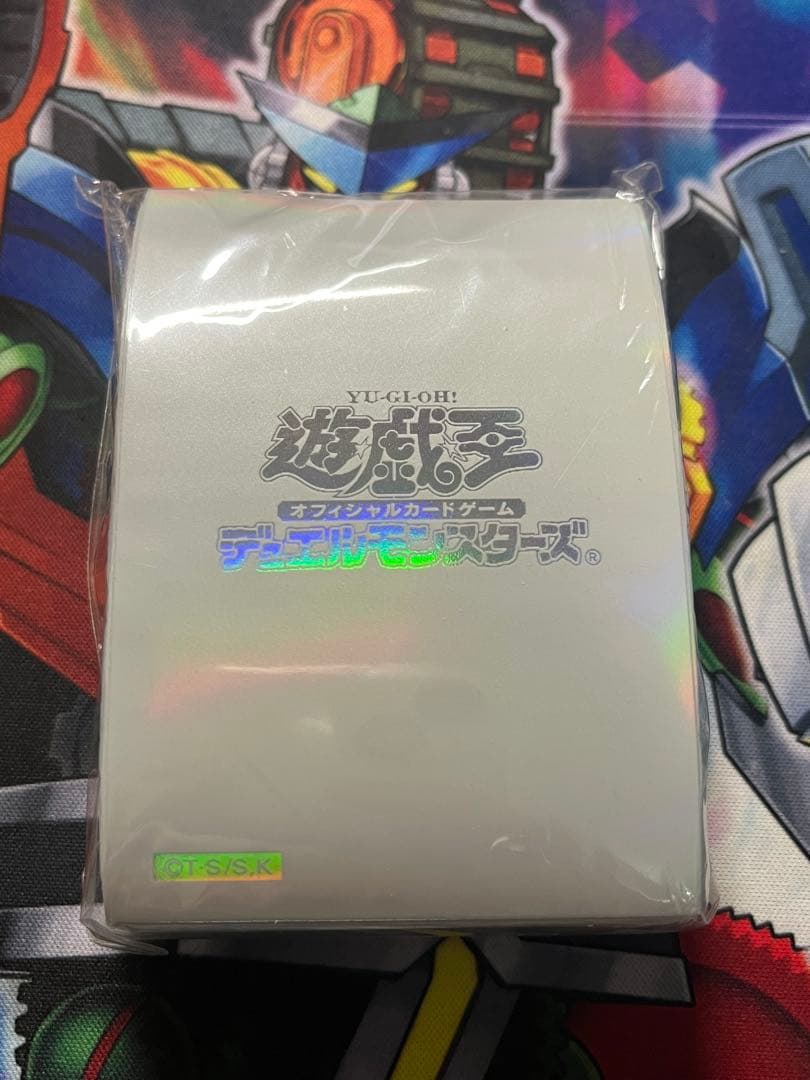 YU-GI-OH!
遊戯王
オフィシャルカードゲーム
デュエルモンスターズ®
©T･S/S,K